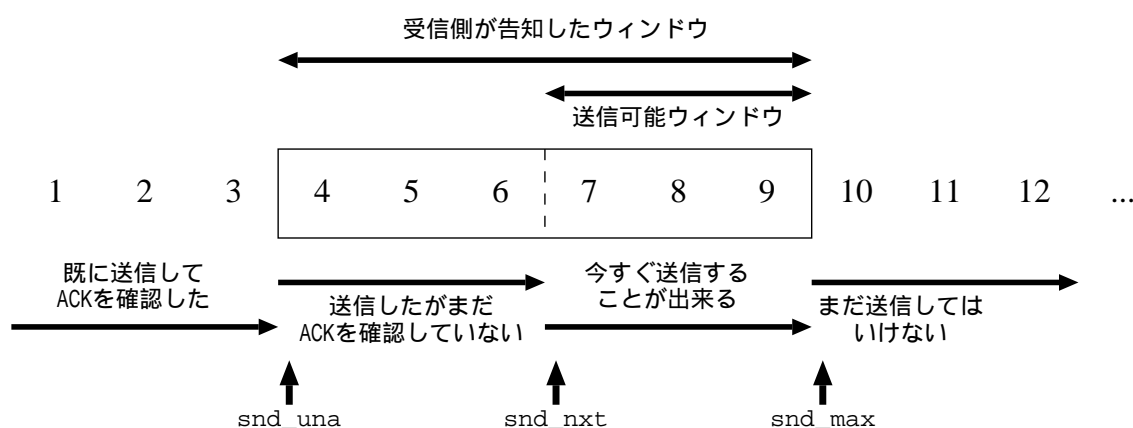 受信側が告知したウィンドウ
送信可能ウィンドウ
1 2 3 4 5 6 7 8 9 10 11 12 ...
既に送信して
ACKを確認した
送信したがまだ
ACKを確認していない
今すぐ送信する
ことが出来る
まだ送信しては
いけない
snd_una snd_nxt snd_max